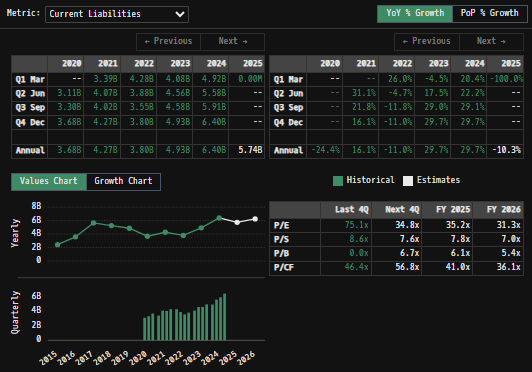 Metric: Current Liabilities YoY % Growth PoP % Growth
← Previous Next → ← Previous Next →
2020 2021 2022 2023 2024 2025 2020 2021 2022 2023 2024 2025
Q1 Mar -- 3.39B 4.28B 4.08B 4.92B 0.00M Q1 Mar -- -- 26.0% -4.5% 20.4% -100.0%
Q2 Jun 3.11B 4.07B 3.88B 4.56B 5.58B -- Q2 Jun -- 31.1% -4.7% 17.5% 22.2% --
Q3 Sep 3.30B 4.02B 3.55B 4.58B 5.91B -- Q3 Sep -- 21.8% -11.8% 29.0% 29.1% --
Q4 Dec 3.68B 4.27B 3.80B 4.93B 6.40B -- Q4 Dec -- 16.1% -11.0% 29.7% 29.7% --
Annual 3.68B 4.27B 3.80B 4.93B 6.40B 5.74B Annual -24.4% 16.1% -11.0% 29.7% 29.7% -10.3%
Values Chart Growth Chart Historical Estimates
Yearly
8B
6B
4B
2B
0
Last 4Q Next 4Q FY 2025 FY 2026
P/E 75.1x 34.8x 35.2x 31.3x
P/S 8.6x 7.6x 7.8x 7.0x
P/B 0.0x 6.7x 6.1x 5.4x
P/CF 46.4x 56.8x 41.0x 36.1x
Quarterly
6B
4B
2B
0
2015 2016 2017 2018 2019 2020 2021 2022 2023 2024 2025 2026